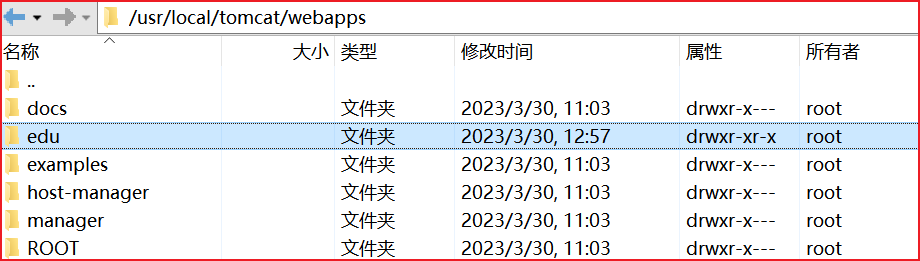 /usr/local/tomcat/webapps
名称 大小 类型 修改时间 属性 所有者
..
docs 文件夹 2023/3/30, 11:03 drwxr-x--- root
edu 文件夹 2023/3/30, 12:57 drwxr-xr-x root
examples 文件夹 2023/3/30, 11:03 drwxr-x--- root
host-manager 文件夹 2023/3/30, 11:03 drwxr-x--- root
manager 文件夹 2023/3/30, 11:03 drwxr-x--- root
ROOT 文件夹 2023/3/30, 11:03 drwxr-x--- root